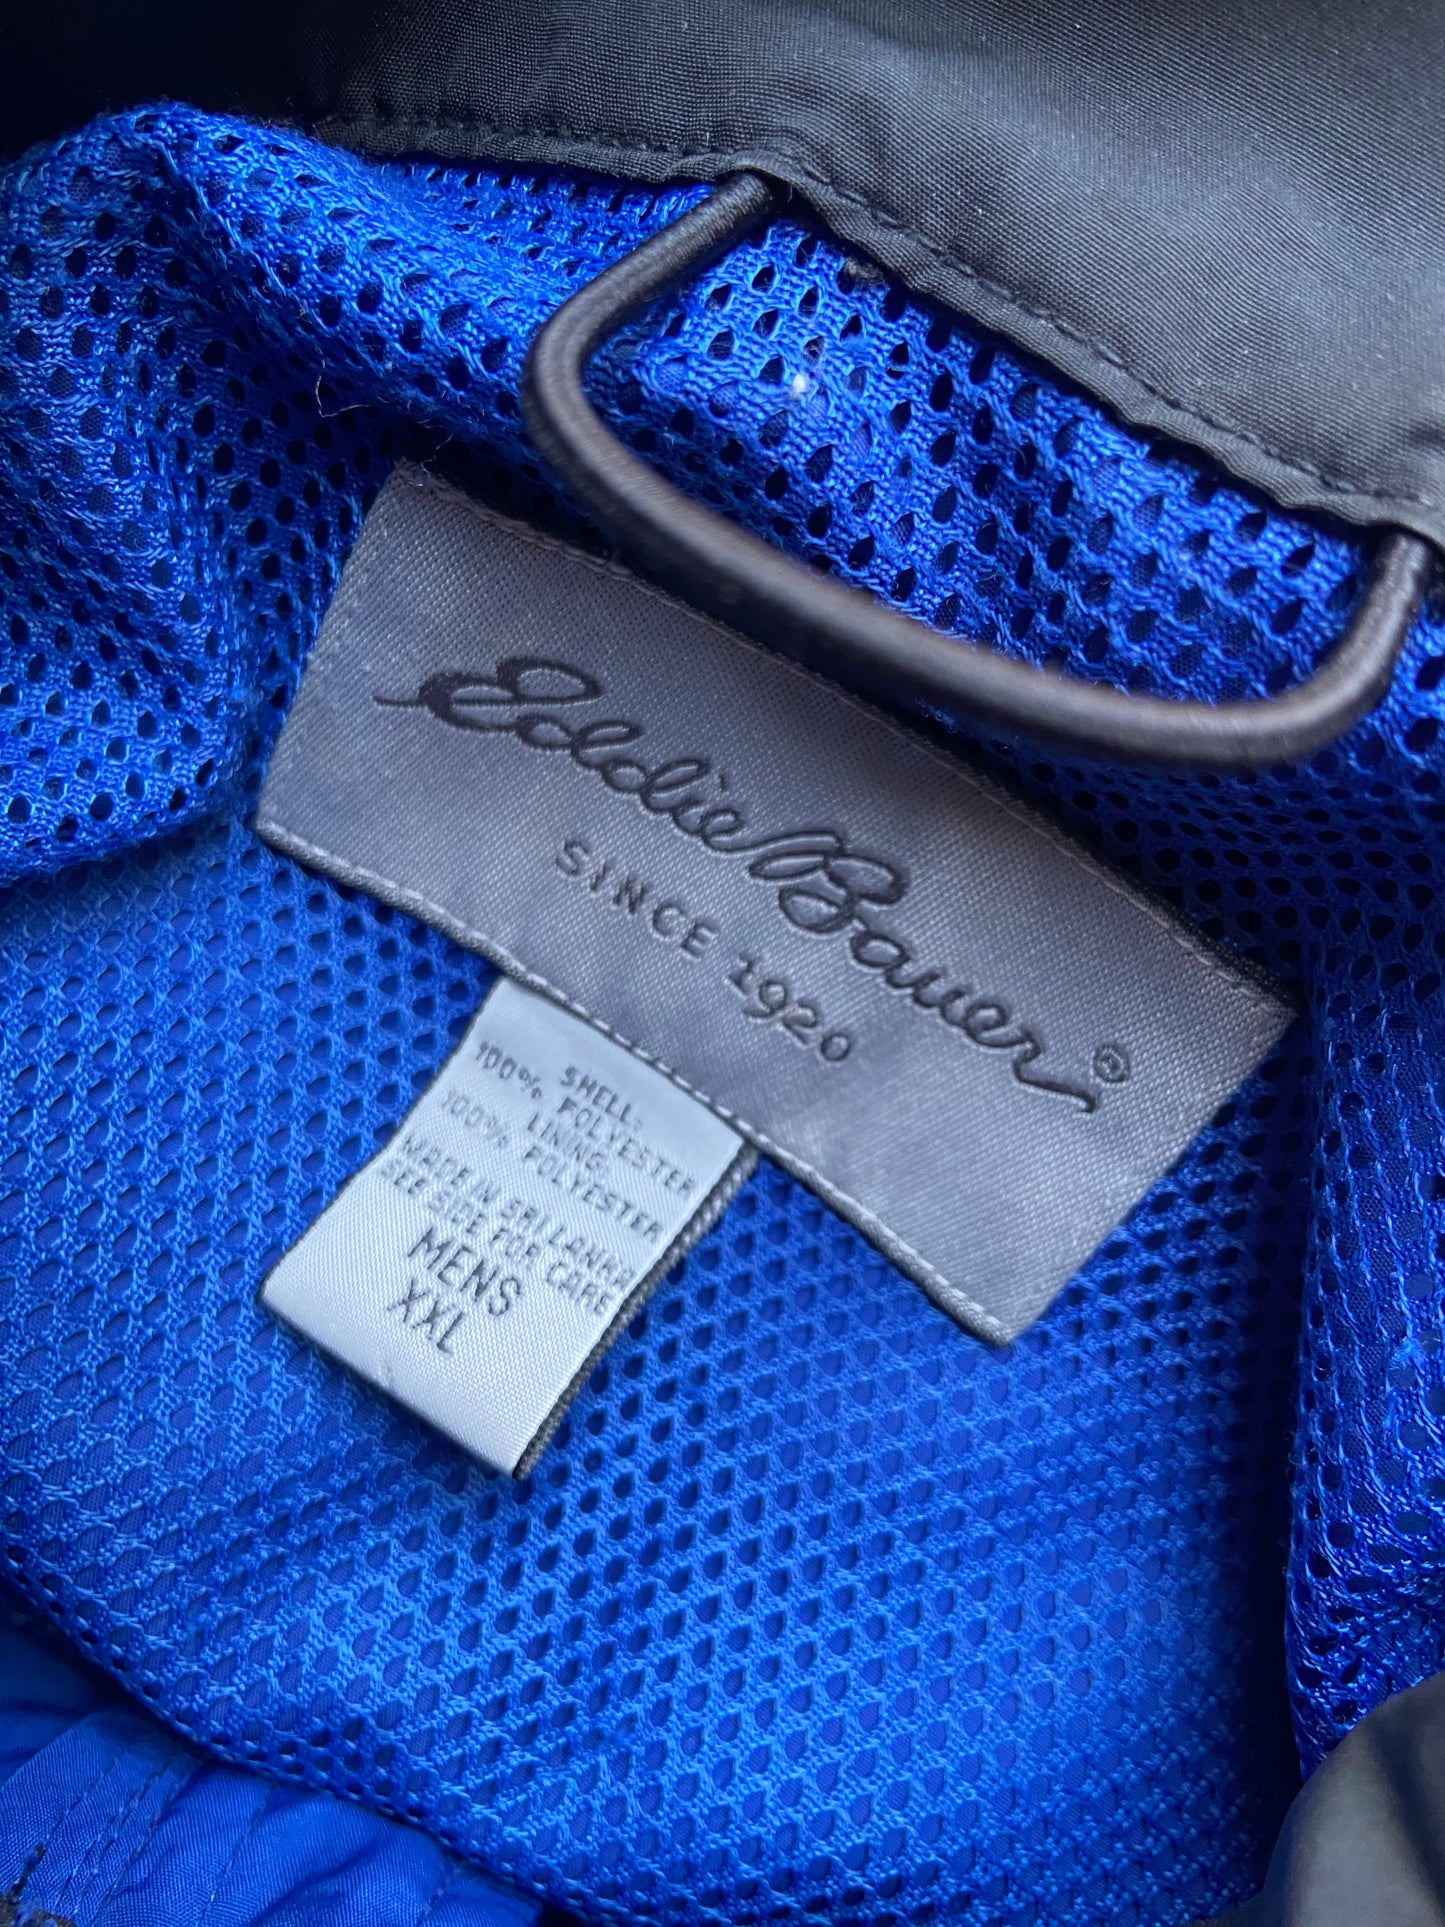 Eddie Bauer®
SINCE 1920
SHELL:
100% POLYESTER
LINING:
100% POLYESTER
MADE IN SRI LANKA
SEE SIDE FOR CARE
MENS
XXL